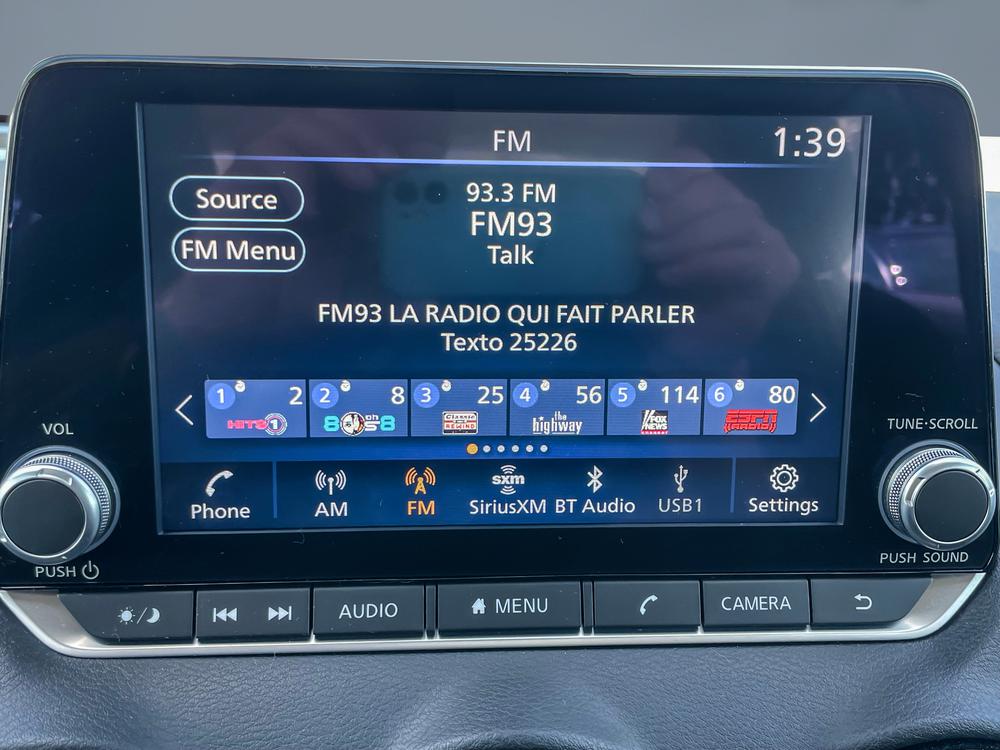 FM
1:39
Source
FM Menu
93.3 FM
FM93
Talk
FM93 LA RADIO QUI FAIT PARLER
Texto 25226
1 2 2 8 3 25 4 56 5 114 6 80
HITS 1
Classic REWIND
the highway
FOX NEWS channel
ESPN RADIO
VOL
TUNE·SCROLL
Phone
AM
FM
sxm
SiriusXM
BT Audio
USB1
Settings
PUSH
PUSH SOUND
AUDIO
MENU
CAMERA